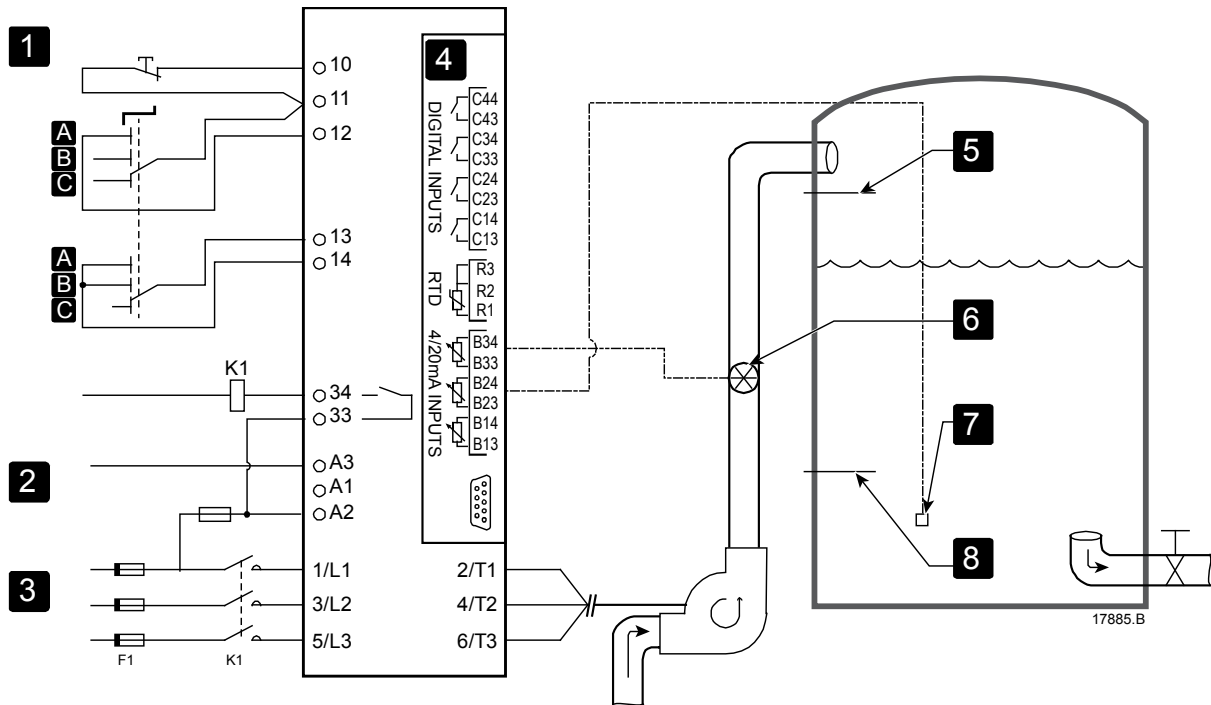 1
10
11
12
A
B
C
13
14
A
B
C
K1
34
33
2
A3
A1
A2
3
1/L1
3/L2
5/L3
F1
K1
2/T1
4/T2
6/T3
4
DIGITAL INPUTS
C44
C43
C34
C33
C24
C23
C14
C13
RTD
R3
R2
R1
4/20mA INPUTS
B34
B33
B24
B23
B14
B13
5
6
7
8
17885.B